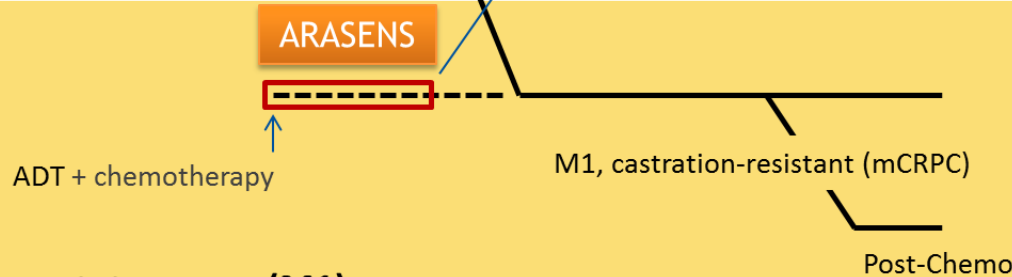 ARASENS
ADT + chemotherapy
M1, castration-resistant (mCRPC)
Post-Chemo